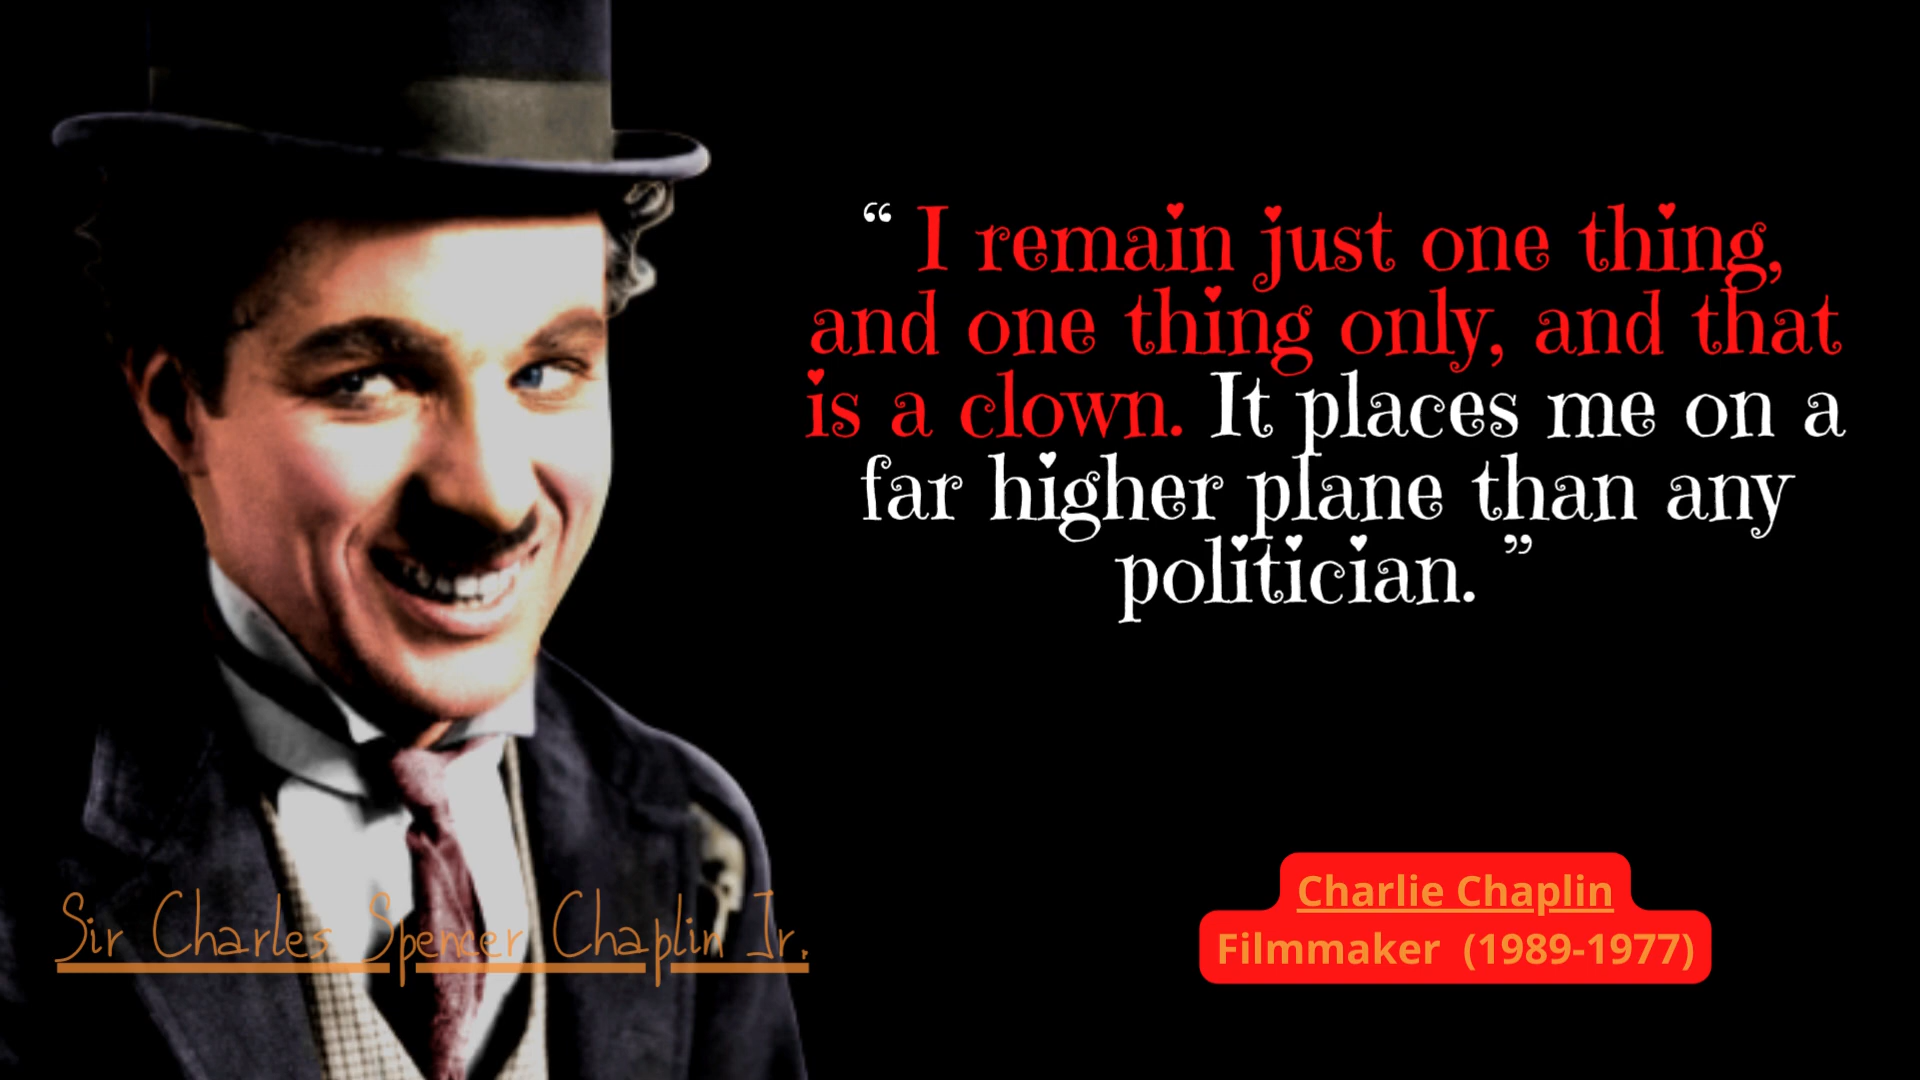 “ I remain just one thing,
and one thing only, and that
is a clown. It places me on a
far higher plane than any
politician. ”
Sir Charles Spencer Chaplin Jr.
Charlie Chaplin
Filmmaker (1989-1977)